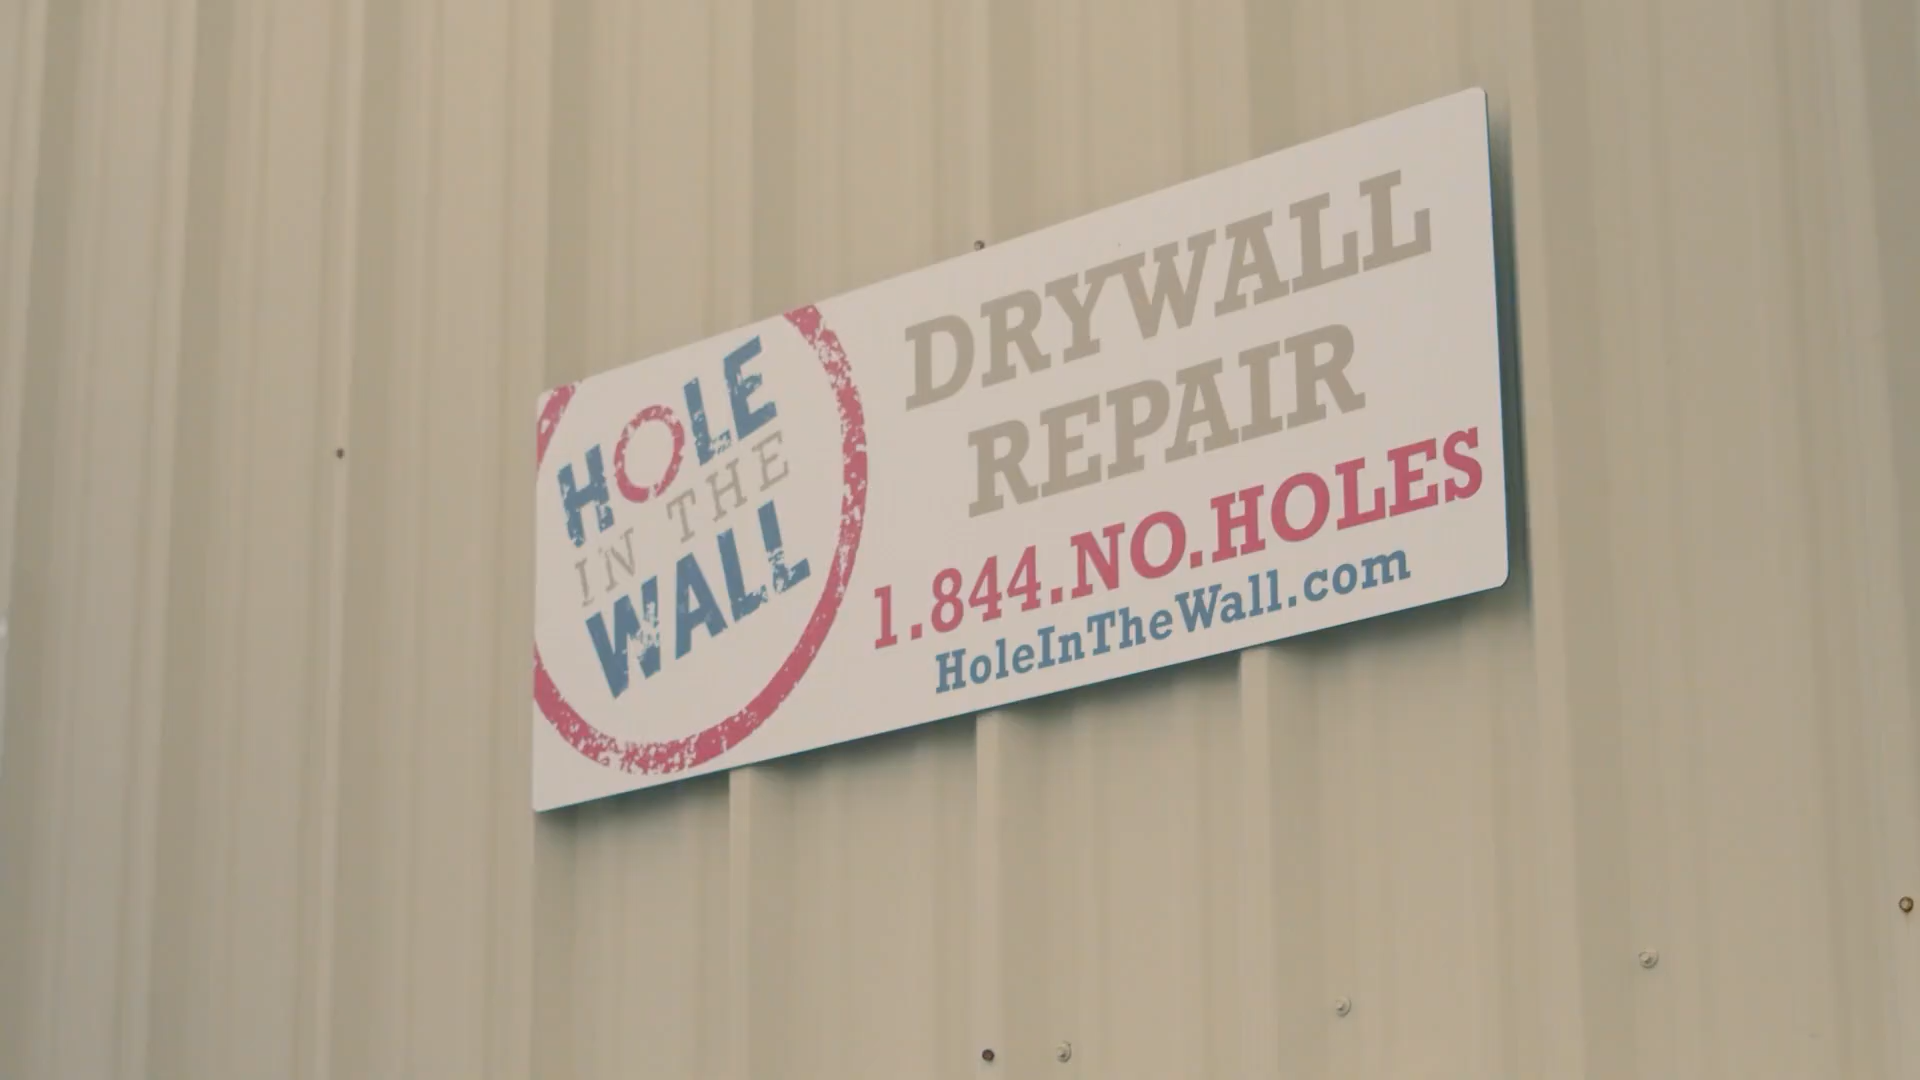 HOLE
IN THE
WALL
DRYWALL
REPAIR
1.844.NO.HOLES
HoleInTheWall.com